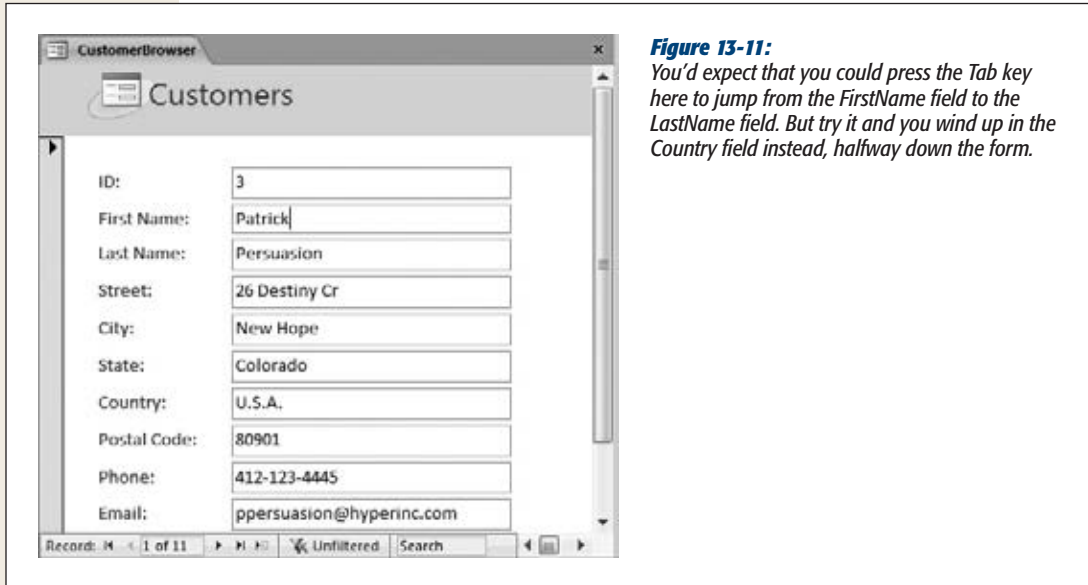 CustomerBrowser
Customers
ID: 3
First Name: Patrick
Last Name: Persuasion
Street: 26 Destiny Cr
City: New Hope
State: Colorado
Country: U.S.A.
Postal Code: 80901
Phone: 412-123-4445
Email: ppersuasion@hyperinc.com
Record: 1 of 11 Unfiltered Search
Figure 13-11:
You'd expect that you could press the Tab key
here to jump from the FirstName field to the
LastName field. But try it and you wind up in the
Country field instead, halfway down the form.